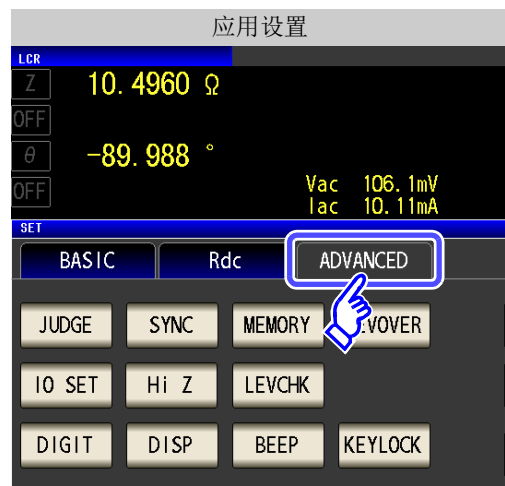 应用设置
LCR
Z 10.4960 Ω
OFF
θ -89.988 °
OFF
Vac 106.1mV
Iac 10.11mA
SET
BASIC Rdc ADVANCED
JUDGE SYNC MEMORY VOVER
IO SET Hi Z LEVCHK
DIGIT DISP BEEP KEYLOCK